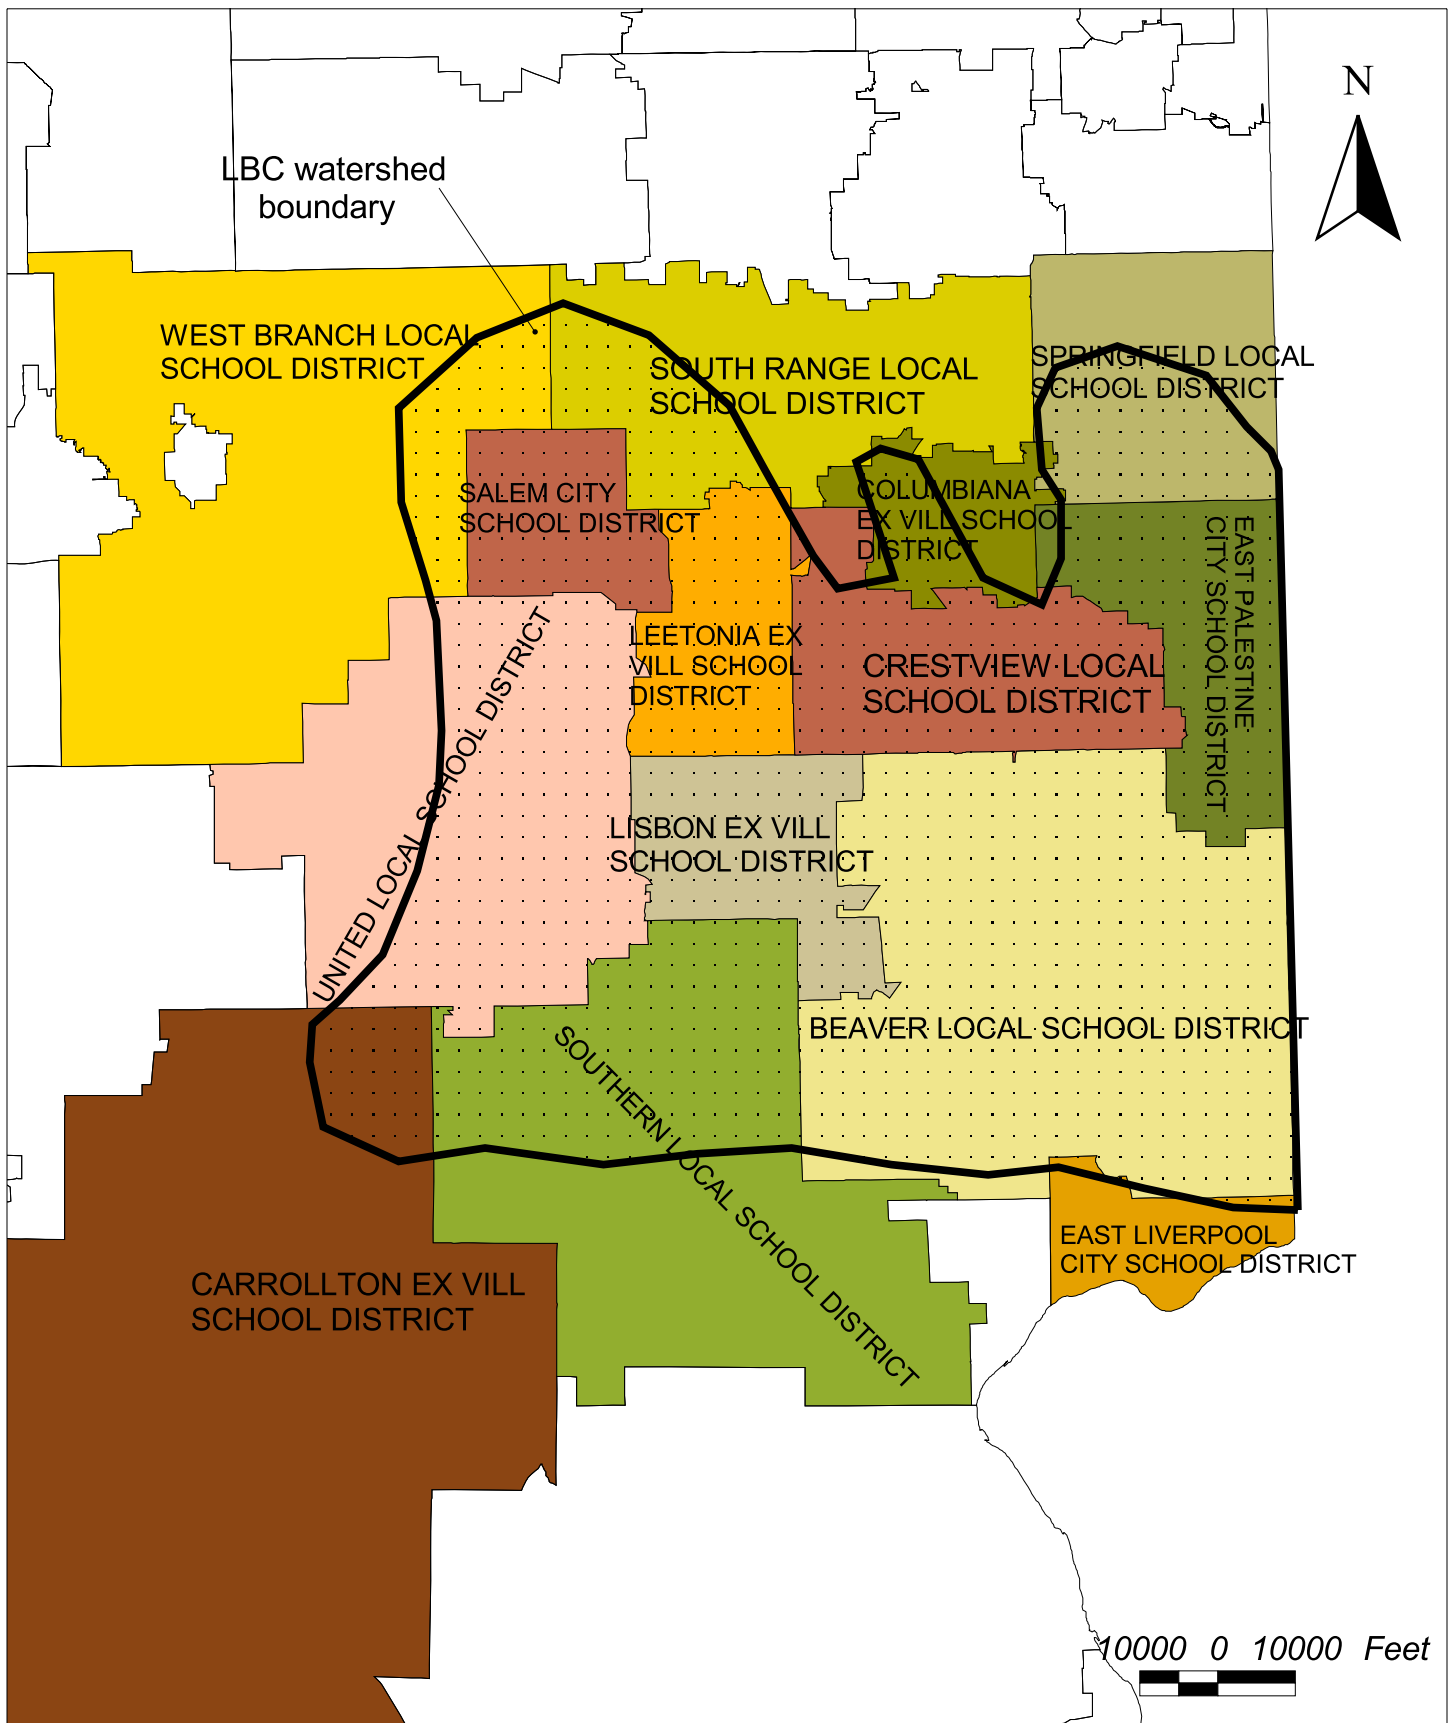 N
LBC watershed
boundary
WEST BRANCH LOCAL
SCHOOL DISTRICT
SOUTH RANGE LOCAL
SCHOOL DISTRICT
SPRINGFIELD LOCAL
SCHOOL DISTRICT
SALEM CITY
SCHOOL DISTRICT
COLUMBIANA
EX VILL SCHOOL
DISTRICT
EAST PALESTINE
CITY SCHOOL DISTRICT
UNITED LOCAL SCHOOL DISTRICT
LEETONIA EX
VILL SCHOOL
DISTRICT
CRESTVIEW LOCAL
SCHOOL DISTRICT
LISBON EX VILL
SCHOOL DISTRICT
BEAVER LOCAL SCHOOL DISTRICT
SOUTHERN LOCAL SCHOOL DISTRICT
EAST LIVERPOOL
CITY SCHOOL DISTRICT
CARROLLTON EX VILL
SCHOOL DISTRICT
10000 0 10000 Feet